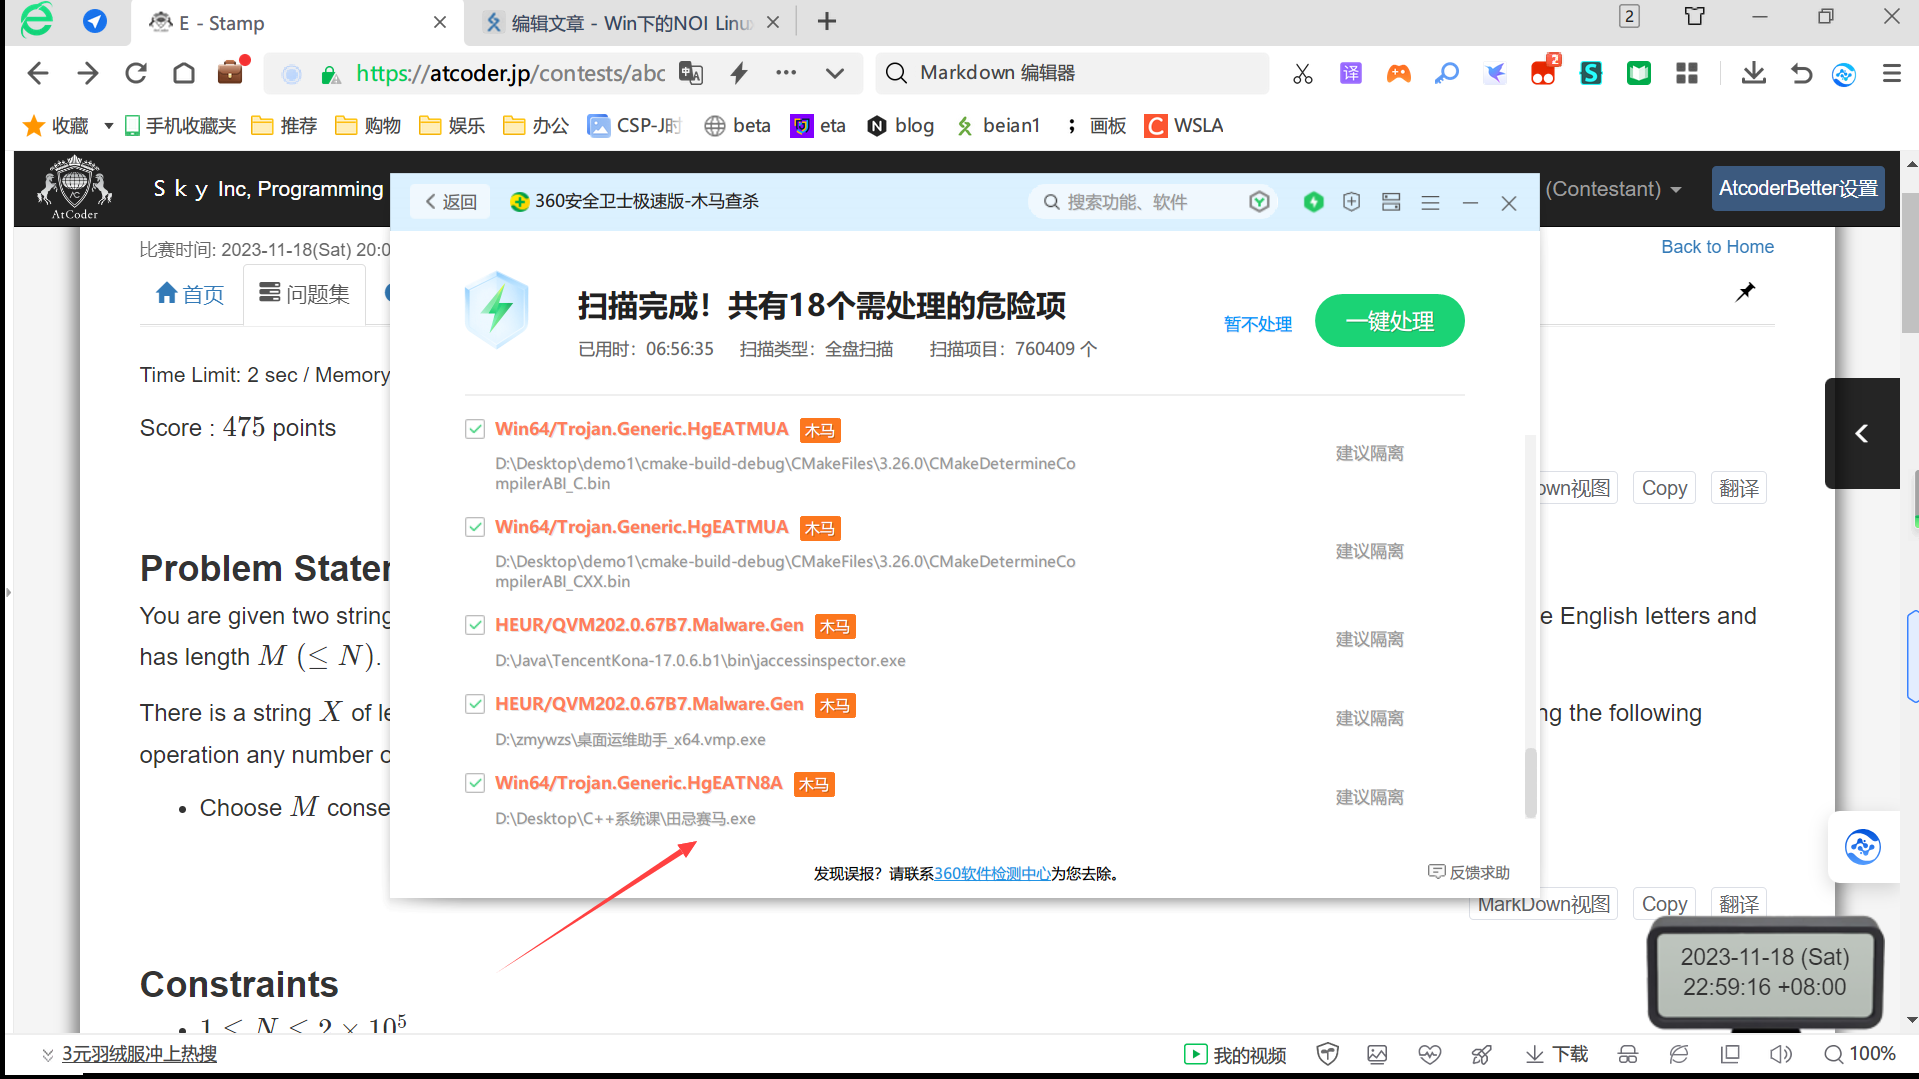 E - Stamp
编辑文章 - Win下的NOI Linu
2
https://atcoder.jp/contests/abc
Markdown 编辑器
译
2
收藏
手机收藏夹
推荐
购物
娱乐
办公
CSP-J时
beta
eta
blog
beian1
画板
WSLA
AtCoder
Sky Inc, Programming
(Contestant)
AtcoderBetter设置
返回
360安全卫士极速版-木马查杀
搜索功能、软件
比赛时间: 2023-11-18(Sat) 20:0
Back to Home
首页
问题集
扫描完成！共有18个需处理的危险项
暂不处理
一键处理
已用时：06:56:35
扫描类型：全盘扫描
扫描项目：760409 个
Time Limit: 2 sec / Memory
Score : 475 points
Win64/Trojan.Generic.HgEATMUA 木马
D:\Desktop\demo1\cmake-build-debug\CMakeFiles\3.26.0\CMakeDetermineCo
mpilerABI_C.bin
建议隔离
own视图
Copy
翻译
Win64/Trojan.Generic.HgEATMUA 木马
D:\Desktop\demo1\cmake-build-debug\CMakeFiles\3.26.0\CMakeDetermineCo
mpilerABI_CXX.bin
建议隔离
Problem Stater
You are given two string
e English letters and
has length M (≤ N).
HEUR/QVM202.0.67B7.Malware.Gen 木马
D:\Java\TencentKona-17.0.6.b1\bin\jaccessinspector.exe
建议隔离
There is a string X of le
ng the following
operation any number o
HEUR/QVM202.0.67B7.Malware.Gen 木马
D:\zmywzs\桌面运维助手_x64.vmp.exe
建议隔离
• Choose M conse
Win64/Trojan.Generic.HgEATN8A 木马
D:\Desktop\C++系统课\田忌赛马.exe
建议隔离
发现误报？请联系360软件检测中心为您去除。
反馈求助
MarkDown视图
Copy
翻译
2023-11-18 (Sat)
22:59:16 +08:00
Constraints
• 1 ≤ N ≤ 2 × 10^5
3元羽绒服冲上热搜
我的视频
下载
100%